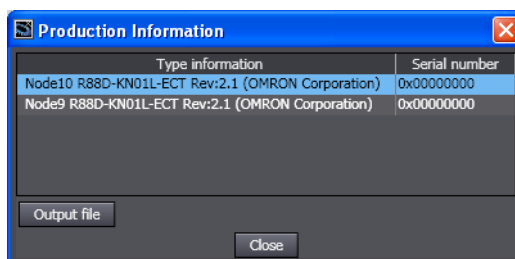 Production Information
Type information Serial number
Node10 R88D-KN01L-ECT Rev:2.1 (OMRON Corporation) 0x00000000
Node9 R88D-KN01L-ECT Rev:2.1 (OMRON Corporation) 0x00000000
Output file
Close